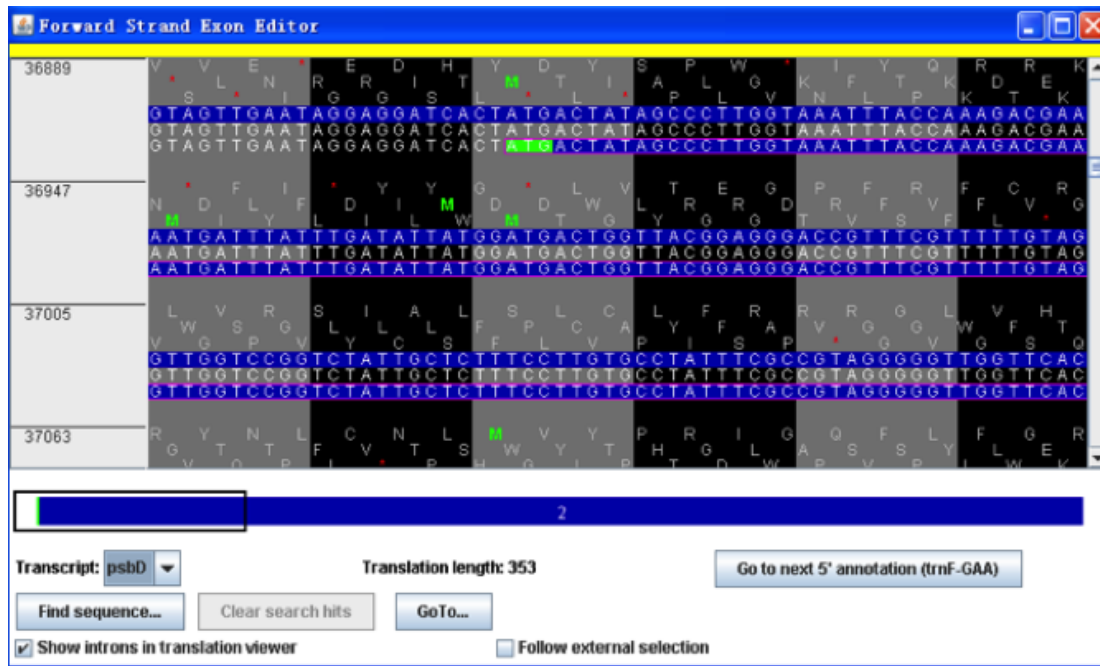 Forward Strand Exon Editor
36889
V V E * E D H Y D Y S P W * I Y Q R R K
* L N R R I T M T I A L G K F T K D E
S * I G G S L * L * P L V N L P K T K
GTAGTTGAATAGGAGGATCACTATGACTATAGCCCTTGGTAAATTTACCAAAGACGAA
GTAGTTGAATAGGAGGATCACTATGACTATAGCCCTTGGTAAATTTACCAAAGACGAA
GTAGTTGAATAGGAGGATCACTATGACTATAGCCCTTGGTAAATTTACCAAAGACGAA
36947
* F I * Y Y G * L V T E G P F R F C R
N D L F D I M D D W L R R D R F V F V G
M I Y L I L W M T G Y G G T V S F L *
AATGATTTATTTGATATTATGGATGACTGGTTACGGAGGGACCGTTTCGTTTTTGTAG
AATGATTTATTTGATATTATGGATGACTGGTTACGGAGGGACCGTTTCGTTTTTGTAG
AATGATTTATTTGATATTATGGATGACTGGTTACGGAGGGACCGTTTCGTTTTTGTAG
37005
L V R S I A L S L C L F R R R G L V H
W S G L L L F P C A Y F A V G G W F T
V G P V Y C S F L V P I S P * G V G S Q
GTTGGTCCGGTCTATTGCTCTTTCCTTGTGCCTATTTCGCCGTAGGGGGTTGGTTCAC
GTTGGTCCGGTCTATTGCTCTTTCCTTGTGCCTATTTCGCCGTAGGGGGTTGGTTCAC
GTTGGTCCGGTCTATTGCTCTTTCCTTGTGCCTATTTCGCCGTAGGGGGTTGGTTCAC
37063
R Y N L C N L M V Y P R I G Q F L F G R
G T T F V T S W Y T H G L A S S Y L E R
2
Transcript: psbD Translation length: 353 Go to next 5' annotation (trnF-GAA)
Find sequence... Clear search hits GoTo...
Show introns in translation viewer Follow external selection